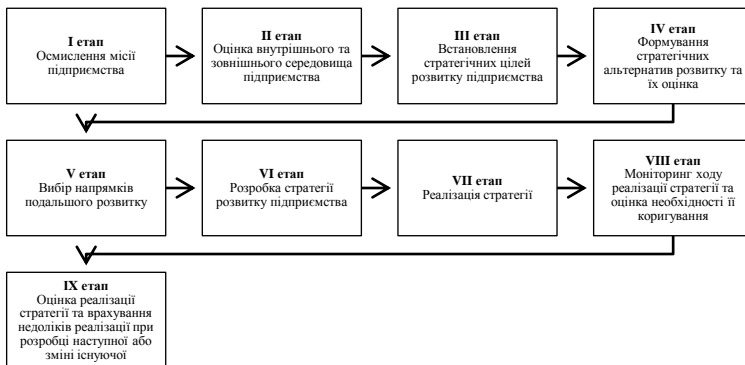 I етап
Осмислення місії
підприємства
II етап
Оцінка внутрішнього та
зовнішнього середовища
підприємства
III етап
Встановлення
стратегічних цілей
розвитку підприємства
IV етап
Формування
стратегічних
альтернатив розвитку та
їх оцінка
V етап
Вибір напрямків
подальшого розвитку
VI етап
Розробка стратегії
розвитку підприємства
VII етап
Реалізація стратегії
VIII етап
Моніторинг ходу
реалізації стратегії та
оцінка необхідності її
коригування
IX етап
Оцінка реалізації
стратегії та врахування
недоліків реалізації при
розробці наступної або
зміні існуючої